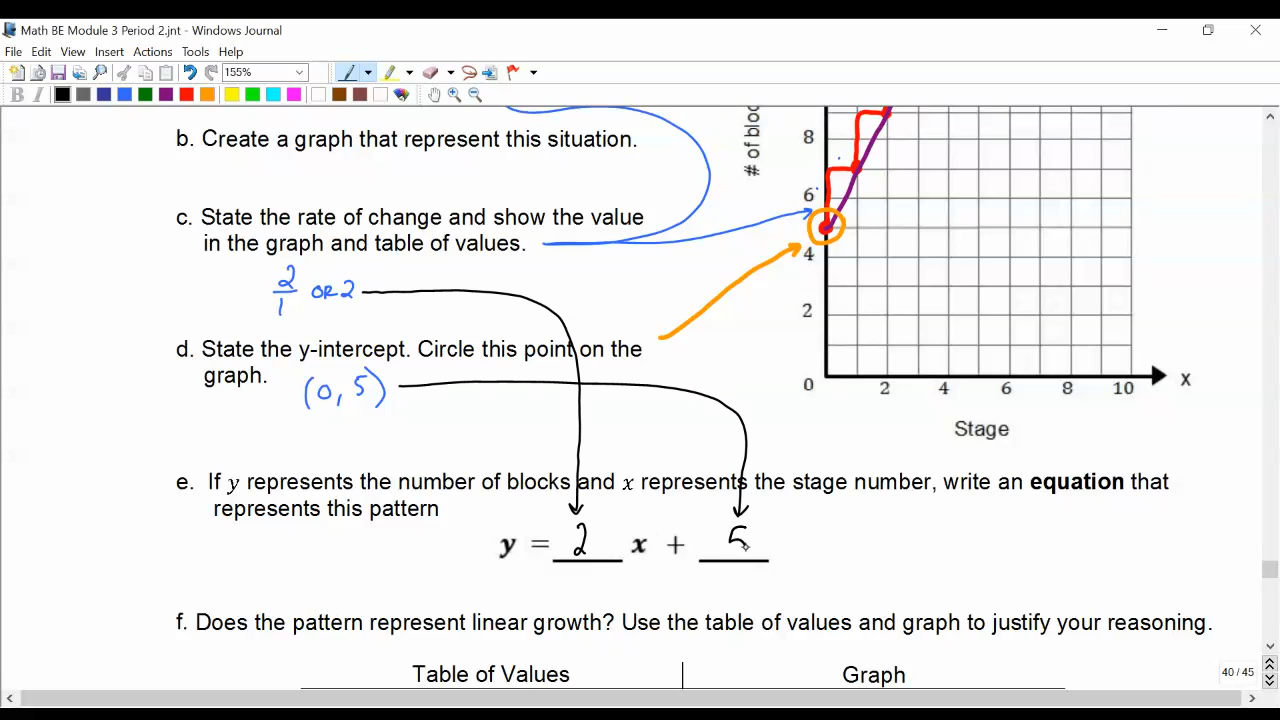 Math BE Module 3 Period 2.jnt - Windows Journal
File Edit View Insert Actions Tools Help
155%
b. Create a graph that represent this situation.
c. State the rate of change and show the value
in the graph and table of values.
2/1 OR 2
d. State the y-intercept. Circle this point on the
graph. (0, 5)
# of bloc
8
6
4
2
0
2 4 6 8 10 x
Stage
e. If y represents the number of blocks and x represents the stage number, write an equation that
represents this pattern
y = 2 x + 5
f. Does the pattern represent linear growth? Use the table of values and graph to justify your reasoning.
Table of Values Graph
40 / 45